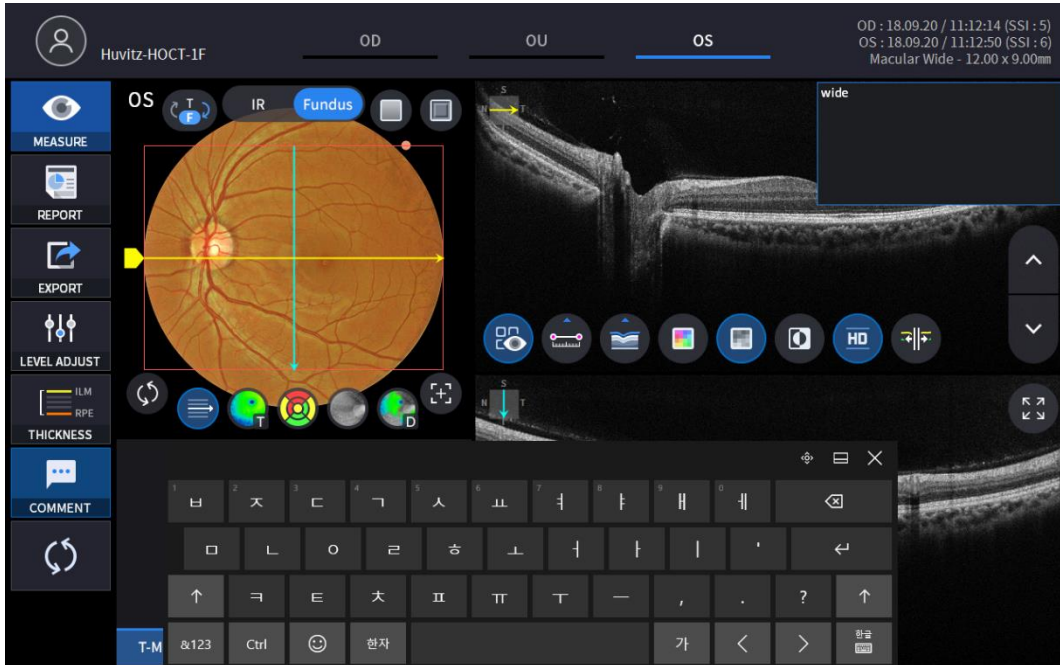 Huvitz-HOCT-1F
OD
OU
OS
OD : 18.09.20 / 11:12:14 (SSI : 5)
OS : 18.09.20 / 11:12:50 (SSI : 6)
Macular Wide - 12.00 x 9.00mm
MEASURE
REPORT
EXPORT
LEVEL ADJUST
ILM
RPE
THICKNESS
COMMENT
OS
T
F
IR
Fundus
T
D
S
N
T
wide
HD
S
N
T
T-M
1 ㅂ 2 ㅈ 3 ㄷ 4 ㄱ 5 ㅅ 6 ㅛ 7 ㅕ 8 ㅑ 9 ㅐ 0 ㅔ
ㅁ ㄴ ㅇ ㄹ ㅎ ㅗ ㅓ ㅏ ㅣ '
ㅋ ㅌ ㅊ ㅍ ㅠ ㅜ ㅡ , . ?
&123 Ctrl 한자 가 한글